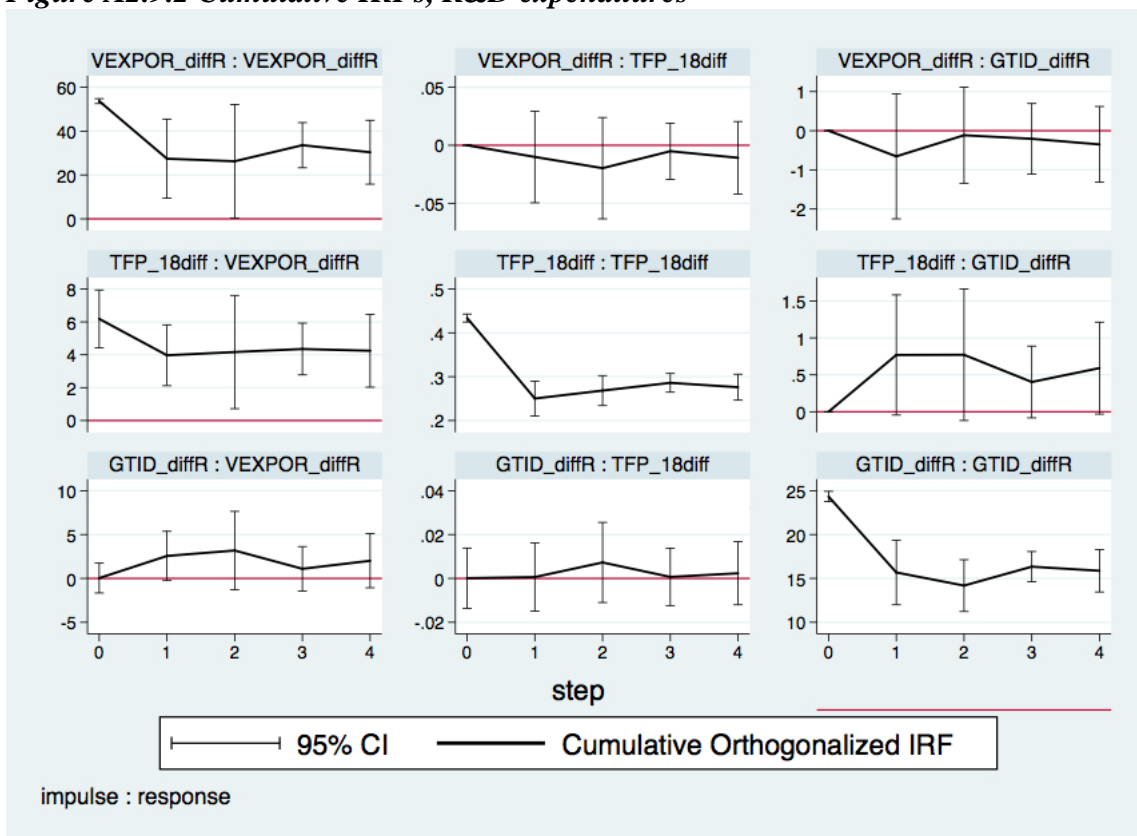 VEXPOR_diffR : VEXPOR_diffR
VEXPOR_diffR : TFP_18diff
VEXPOR_diffR : GTID_diffR
60
40
20
0
.05
0
-.05
1
0
-1
-2
TFP_18diff : VEXPOR_diffR
TFP_18diff : TFP_18diff
TFP_18diff : GTID_diffR
8
6
4
2
0
.5
.4
.3
.2
1.5
1
.5
0
GTID_diffR : VEXPOR_diffR
GTID_diffR : TFP_18diff
GTID_diffR : GTID_diffR
10
5
0
-5
.04
.02
0
-.02
25
20
15
10
0 1 2 3 4
0 1 2 3 4
0 1 2 3 4
step
95% CI
Cumulative Orthogonalized IRF
impulse : response